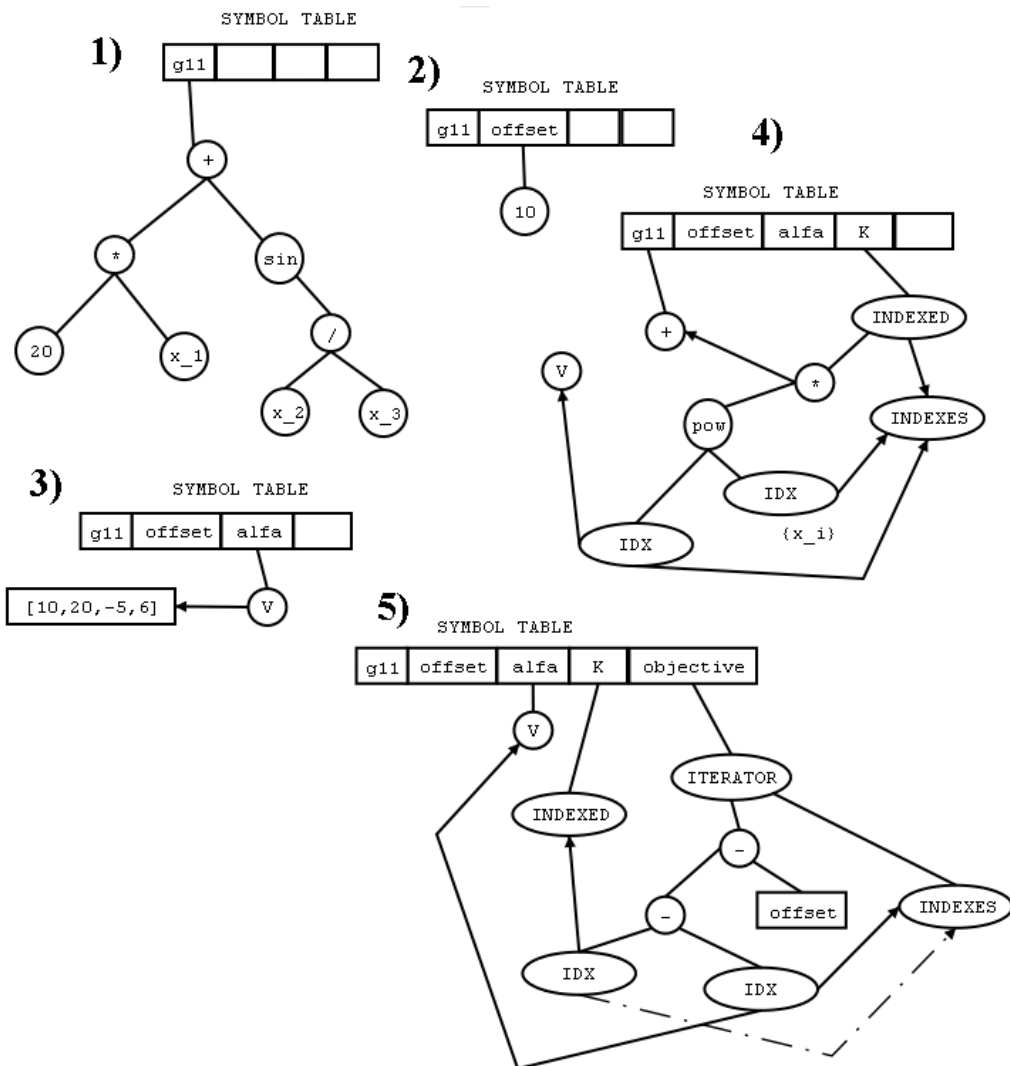 1)
SYMBOL TABLE
g11
+
*
sin
20
x_1
/
x_2
x_3
2)
SYMBOL TABLE
g11 offset
10
3)
SYMBOL TABLE
g11 offset alfa
[10,20,-5,6]
V
4)
SYMBOL TABLE
g11 offset alfa K
INDEXED
+
*
V
pow
INDEXES
IDX
{x_i}
IDX
5)
SYMBOL TABLE
g11 offset alfa K objective
V
ITERATOR
INDEXED
-
offset
-
INDEXES
IDX
IDX